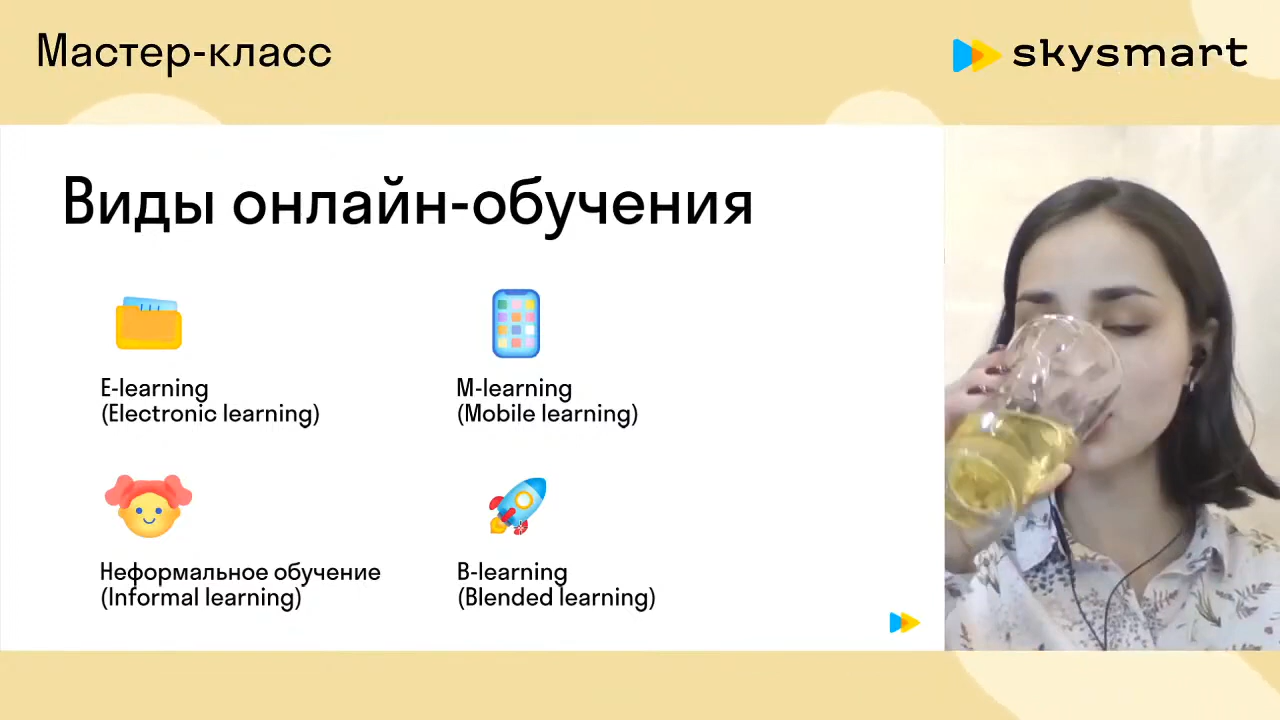 Мастер-класс
skysmart
Виды онлайн-обучения
E-learning
(Electronic learning)
M-learning
(Mobile learning)
Неформальное обучение
(Informal learning)
B-learning
(Blended learning)